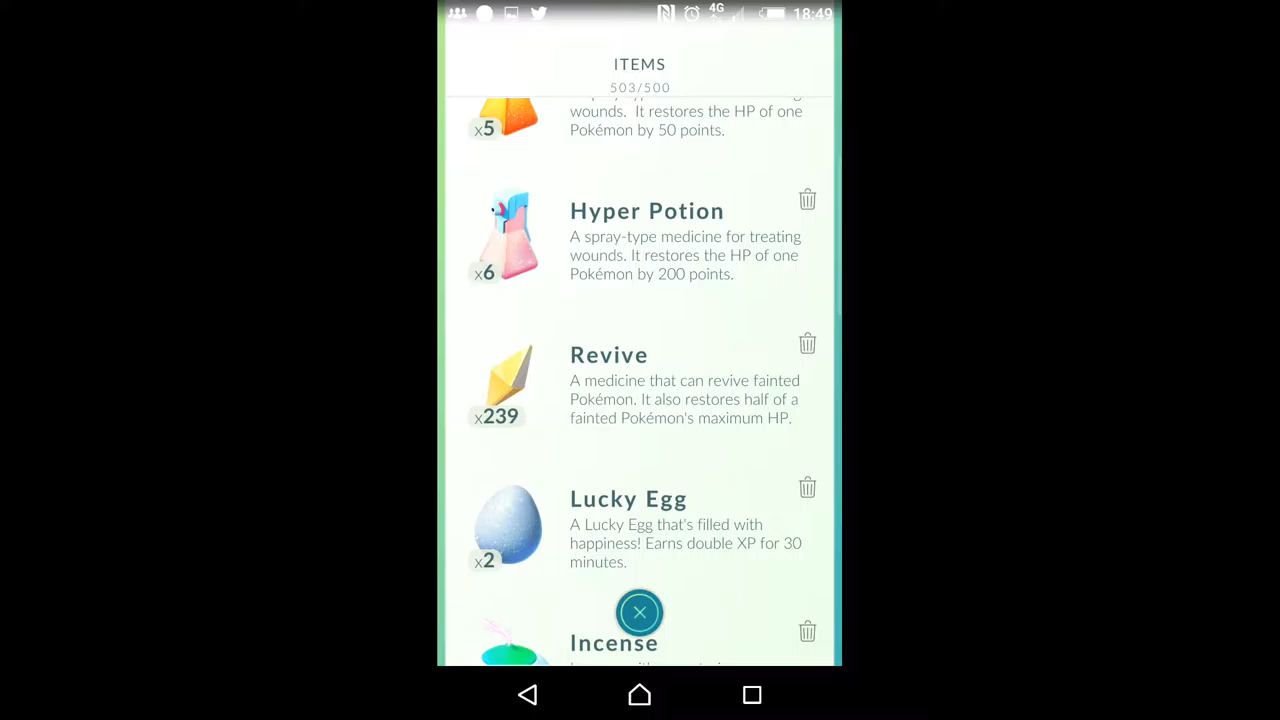 4G
18:49
ITEMS
503/500
wounds. It restores the HP of one
Pokémon by 50 points.
x5
Hyper Potion
A spray-type medicine for treating
wounds. It restores the HP of one
Pokémon by 200 points.
x6
Revive
A medicine that can revive fainted
Pokémon. It also restores half of a
fainted Pokémon's maximum HP.
x239
Lucky Egg
A Lucky Egg that's filled with
happiness! Earns double XP for 30
minutes.
x2
Incense